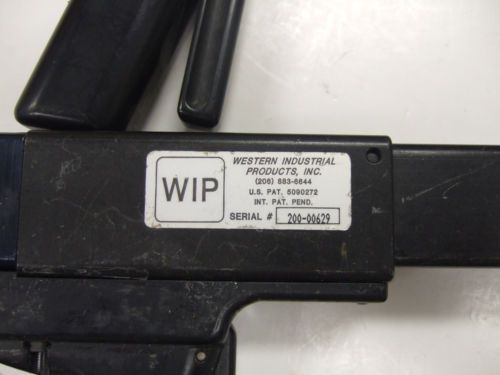 WIP
WESTERN INDUSTRIAL
PRODUCTS, INC.
(206) 883-6644
U.S. PAT. 5090272
INT. PAT. PEND.
SERIAL # 200-00629